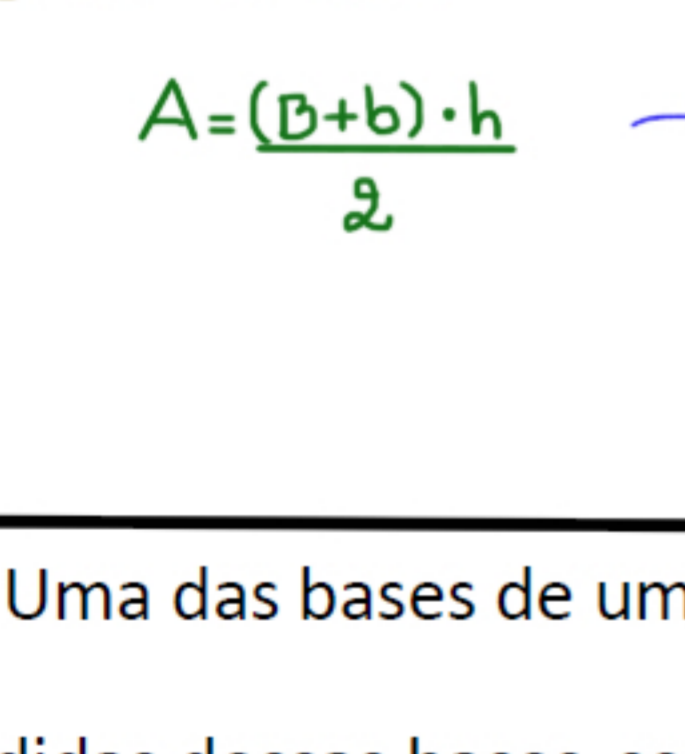 A = (B+b) · h
2
Uma das bases de um